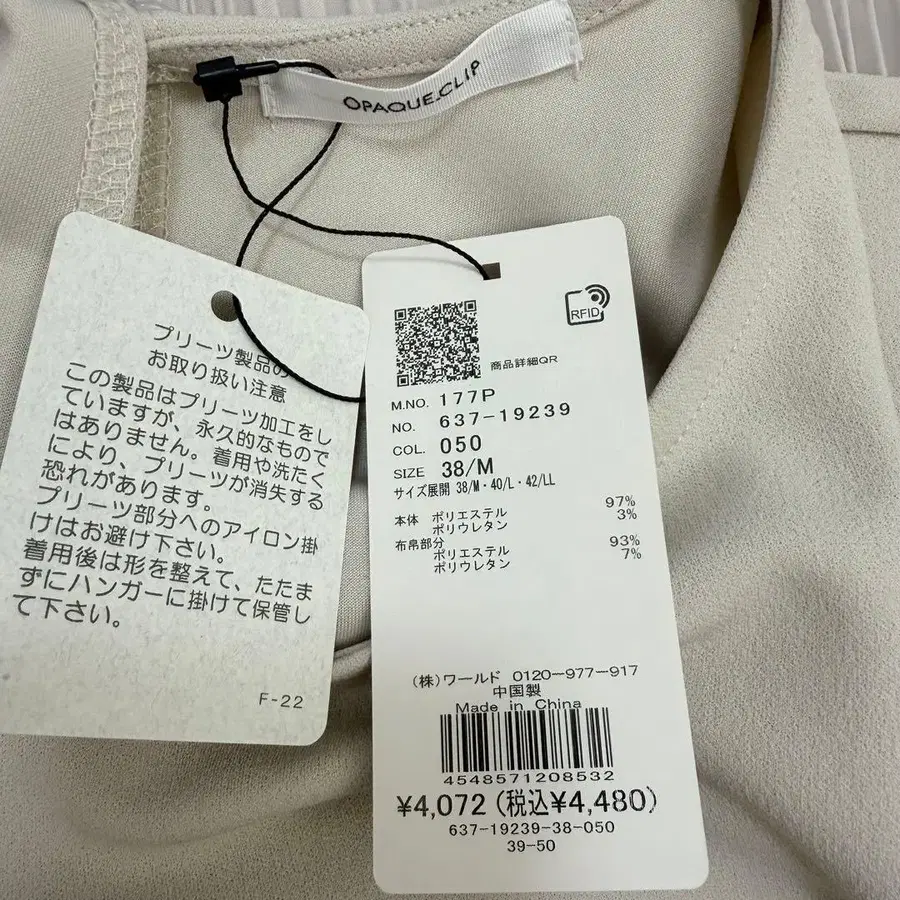 OPAQUE.CLIP
プリーツ製品の
お取り扱い注意
この製品はプリーツ加工をし
ていますが、永久的なもので
はありません。着用や洗たく
により、プリーツが消失する
恐れがあります。
プリーツ部分へのアイロン掛
けはお避け下さい。
着用後は形を整えて、たたま
ずにハンガーに掛けて保管し
て下さい。
F-22
RFID
商品詳細QR
M.NO. 177P
NO. 637-19239
COL. 050
SIZE 38/M
サイズ展開 38/M・40/L・42/LL
本体 ポリエステル 97%
ポリウレタン 3%
布帛部分 93%
ポリエステル 7%
ポリウレタン
(株)ワールド 0120-977-917
中国製
Made in China
4548571208532
¥4,072 (税込¥4,480)
637-19239-38-050
39-50